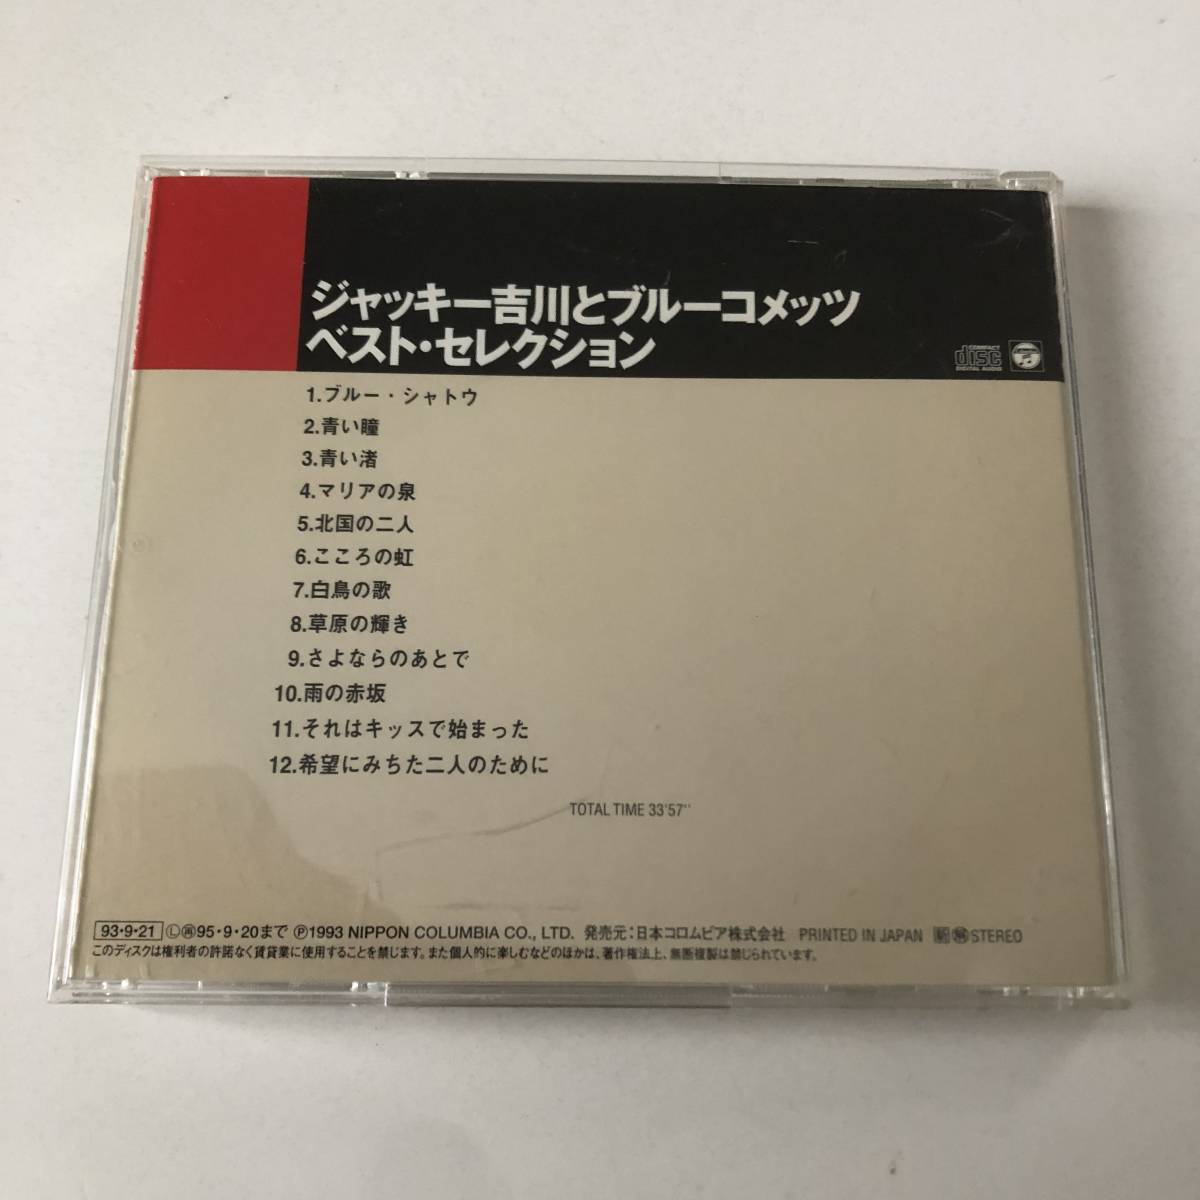 ジャッキー吉川とブルーコメッツ
ベスト・セレクション
COMPACT
disc
DIGITAL AUDIO
1.ブルー・シャトウ
2.青い瞳
3.青い渚
4.マリアの泉
5.北国の二人
6.こころの虹
7.白鳥の歌
8.草原の輝き
9.さよならのあとで
10.雨の赤坂
11.それはキッスで始まった
12.希望にみちた二人のために
TOTAL TIME 33'57''
93・9・21 Ⓛ㊞95・9・20まで Ⓟ1993 NIPPON COLUMBIA CO., LTD. 発売元:日本コロムビア株式会社 PRINTED IN JAPAN STEREO
このディスクは権利者の許諾なく賃貸業に使用することを禁じます。また個人的に楽しむなどのほかは、著作権法上、無断複製は禁じられています。